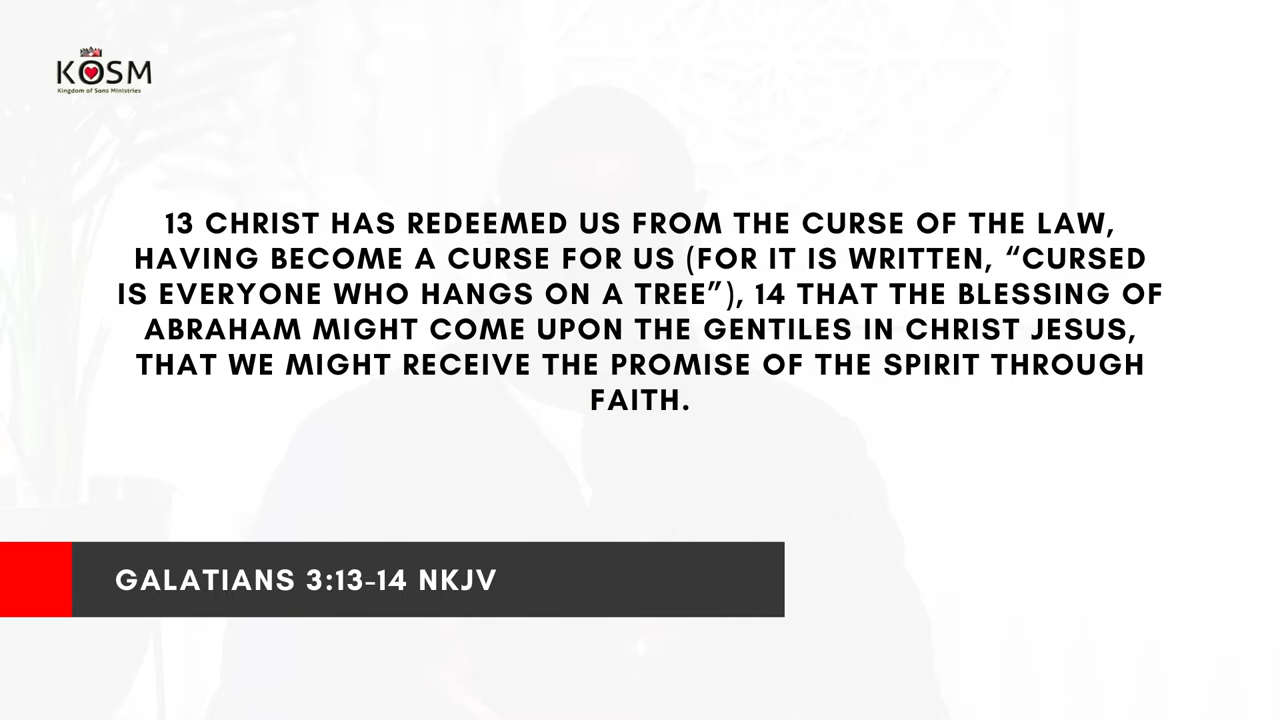 KOSM
Kingdom of Sons Ministries
13 CHRIST HAS REDEEMED US FROM THE CURSE OF THE LAW,
HAVING BECOME A CURSE FOR US (FOR IT IS WRITTEN, “CURSED
IS EVERYONE WHO HANGS ON A TREE”), 14 THAT THE BLESSING OF
ABRAHAM MIGHT COME UPON THE GENTILES IN CHRIST JESUS,
THAT WE MIGHT RECEIVE THE PROMISE OF THE SPIRIT THROUGH
FAITH.
GALATIANS 3:13-14 NKJV